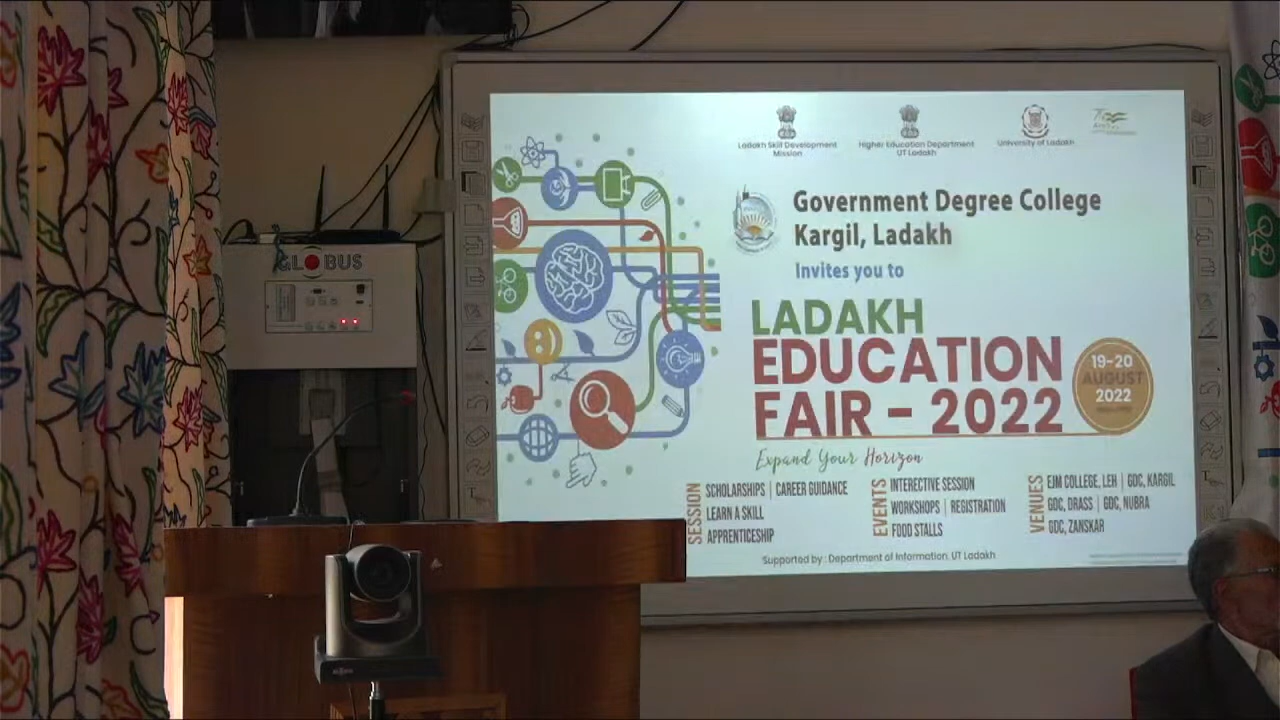 GLOBUS
Ladakh Skill Development
Mission
Higher Education Department
UT Ladakh
University of Ladakh
Government Degree College
Kargil, Ladakh
Invites you to
LADAKH
EDUCATION
FAIR - 2022
19-20
AUGUST
2022
Expand Your Horizon
SESSION
SCHOLARSHIPS | CAREER GUIDANCE
LEARN A SKILL
APPRENTICESHIP
EVENTS
INTERECTIVE SESSION
WORKSHOPS | REGISTRATION
FOOD STALLS
VENUES
EJM COLLEGE, LEH | GDC, KARGIL
GDC, DRASS | GDC, NUBRA
GDC, ZANSKAR
Supported by : Department of Information, UT Ladakh